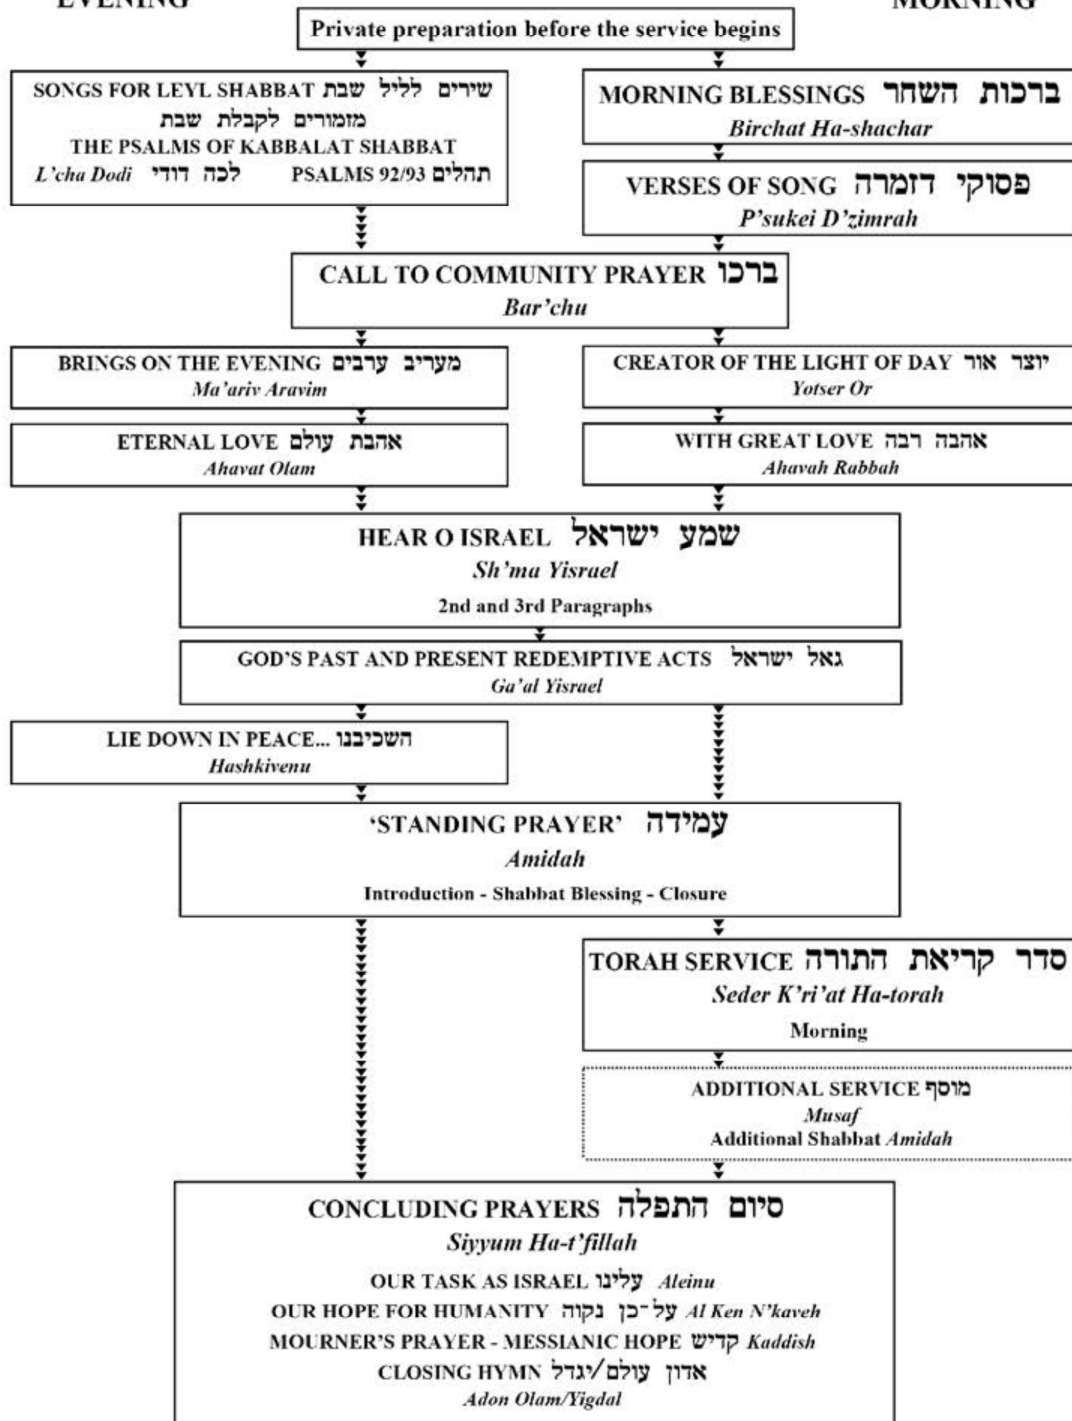 EVENING
MORNING
Private preparation before the service begins
SONGS FOR LEYL SHABBAT שירים לליל שבת
מזמורים לקבלת שבת
THE PSALMS OF KABBALAT SHABBAT
L'cha Dodi לכה דודי PSALMS 92/93 תהלים
MORNING BLESSINGS ברכות השחר
Birchat Ha-shachar
VERSES OF SONG פסוקי דזמרה
P'sukei D'zimrah
CALL TO COMMUNITY PRAYER ברכו
Bar'chu
BRINGS ON THE EVENING מעריב ערבים
Ma'ariv Aravim
CREATOR OF THE LIGHT OF DAY יוצר אור
Yotser Or
ETERNAL LOVE אהבת עולם
Ahavat Olam
WITH GREAT LOVE אהבה רבה
Ahavah Rabbah
HEAR O ISRAEL שמע ישראל
Sh'ma Yisrael
2nd and 3rd Paragraphs
GOD'S PAST AND PRESENT REDEMPTIVE ACTS גאל ישראל
Ga'al Yisrael
LIE DOWN IN PEACE... השכיבנו
Hashkivenu
'STANDING PRAYER' עמידה
Amidah
Introduction - Shabbat Blessing - Closure
TORAH SERVICE סדר קריאת התורה
Seder K'ri'at Ha-torah
Morning
ADDITIONAL SERVICE מוסף
Musaf
Additional Shabbat Amidah
CONCLUDING PRAYERS סיום התפלה
Siyyum Ha-t'fillah
OUR TASK AS ISRAEL עלינו Aleinu
OUR HOPE FOR HUMANITY על־כן נקוה Al Ken N'kaveh
MOURNER'S PRAYER - MESSIANIC HOPE קדיש Kaddish
CLOSING HYMN אדון עולם/יגדל
Adon Olam/Yigdal